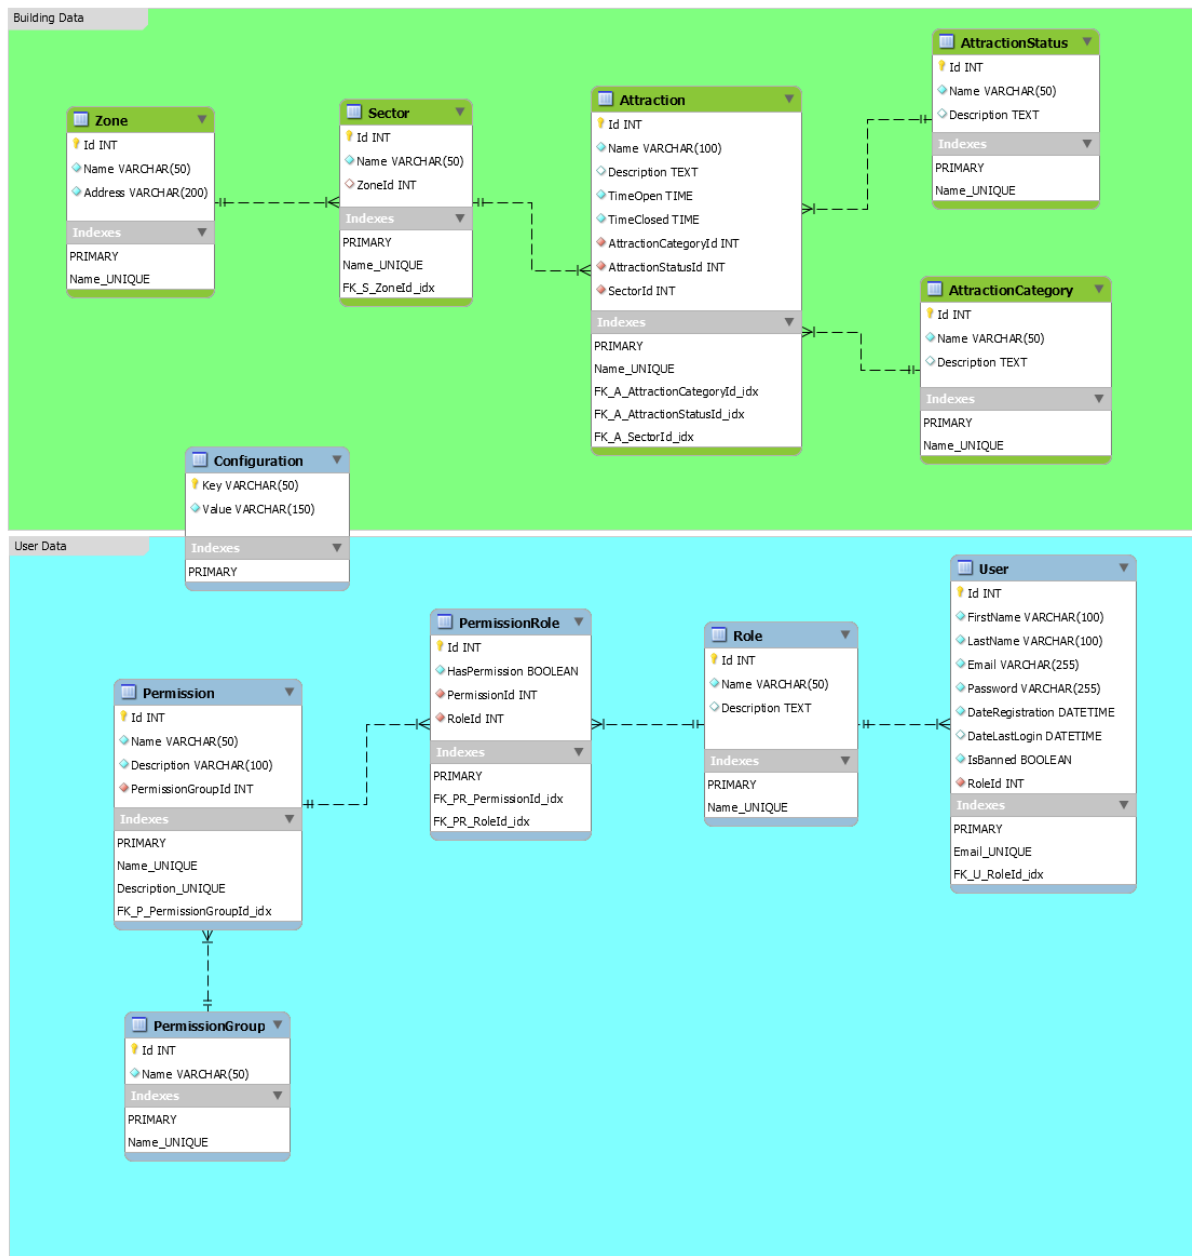 Building Data
Zone
Id INT
Name VARCHAR(50)
Address VARCHAR(200)
Indexes
PRIMARY
Name_UNIQUE
Sector
Id INT
Name VARCHAR(50)
ZoneId INT
Indexes
PRIMARY
Name_UNIQUE
FK_S_ZoneId_idx
Attraction
Id INT
Name VARCHAR(100)
Description TEXT
TimeOpen TIME
TimeClosed TIME
AttractionCategoryId INT
AttractionStatusId INT
SectorId INT
Indexes
PRIMARY
Name_UNIQUE
FK_A_AttractionCategoryId_idx
FK_A_AttractionStatusId_idx
FK_A_SectorId_idx
AttractionStatus
Id INT
Name VARCHAR(50)
Description TEXT
Indexes
PRIMARY
Name_UNIQUE
AttractionCategory
Id INT
Name VARCHAR(50)
Description TEXT
Indexes
PRIMARY
Name_UNIQUE
Configuration
Key VARCHAR(50)
Value VARCHAR(150)
Indexes
PRIMARY
User Data
Permission
Id INT
Name VARCHAR(50)
Description VARCHAR(100)
PermissionGroupId INT
Indexes
PRIMARY
Name_UNIQUE
Description_UNIQUE
FK_P_PermissionGroupId_idx
PermissionRole
Id INT
HasPermission BOOLEAN
PermissionId INT
RoleId INT
Indexes
PRIMARY
FK_PR_PermissionId_idx
FK_PR_RoleId_idx
Role
Id INT
Name VARCHAR(50)
Description TEXT
Indexes
PRIMARY
Name_UNIQUE
User
Id INT
FirstName VARCHAR(100)
LastName VARCHAR(100)
Email VARCHAR(255)
Password VARCHAR(255)
DateRegistration DATETIME
DateLastLogin DATETIME
IsBanned BOOLEAN
RoleId INT
Indexes
PRIMARY
Email_UNIQUE
FK_U_RoleId_idx
PermissionGroup
Id INT
Name VARCHAR(50)
Indexes
PRIMARY
Name_UNIQUE